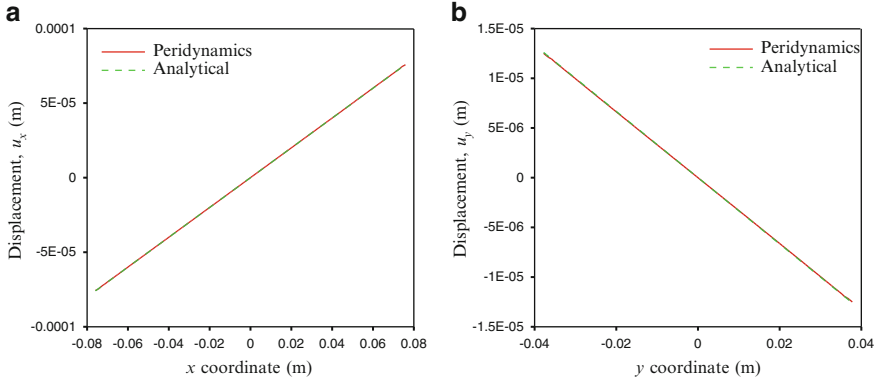 a
0.0001
5E-05
0
-5E-05
-0.0001
Displacement, u_x (m)
Peridynamics
Analytical
-0.08 -0.06 -0.04 -0.02 0 0.02 0.04 0.06 0.08
x coordinate (m)
b
1.5E-05
1E-05
5E-06
0
-5E-06
-1E-05
-1.5E-05
Displacement, u_y (m)
Peridynamics
Analytical
-0.04 -0.02 0 0.02 0.04
y coordinate (m)